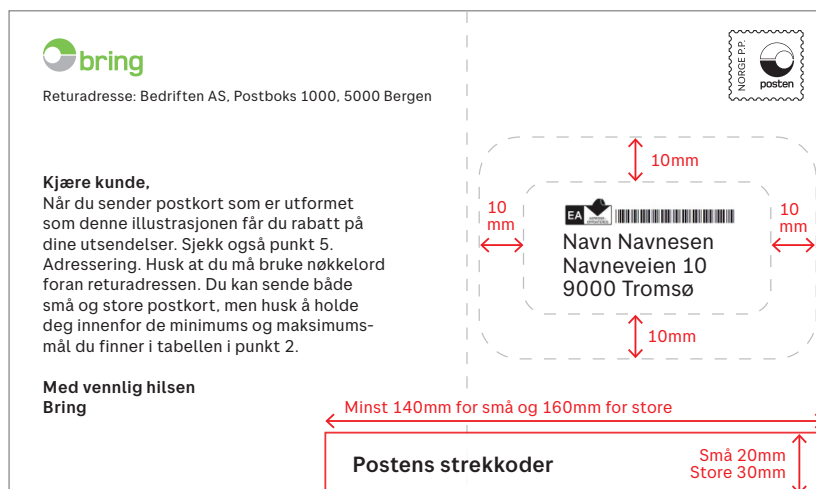 bring
NORGE P.P.
posten
Returadresse: Bedriften AS, Postboks 1000, 5000 Bergen
Kjære kunde,
Når du sender postkort som er utformet
som denne illustrasjonen får du rabatt på
dine utsendelser. Sjekk også punkt 5.
Adressering. Husk at du må bruke nøkkelord
foran returadressen. Du kan sende både
små og store postkort, men husk å holde
deg innenfor de minimums og maksimums-
mål du finner i tabellen i punkt 2.
Med vennlig hilsen
Bring
10mm
10
mm
10
mm
EA
Navn Navnesen
Navneveien 10
9000 Tromsø
10mm
Minst 140mm for små og 160mm for store
Postens strekkoder
Små 20mm
Store 30mm